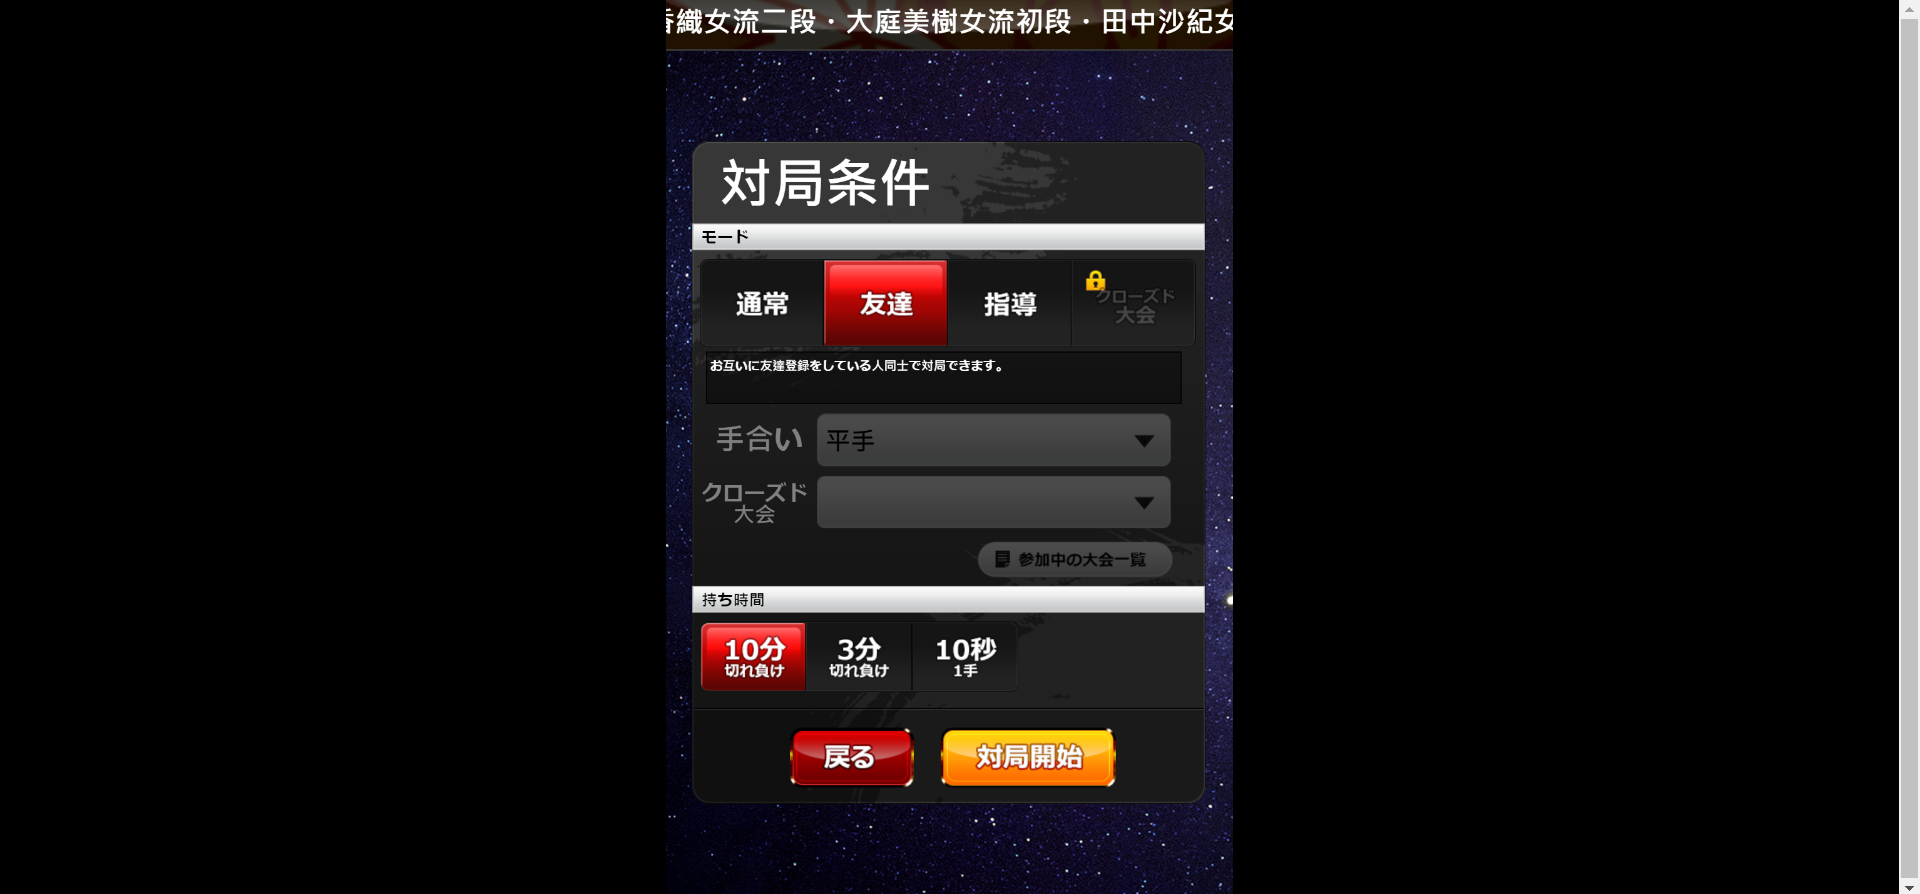 織女流二段・大庭美樹女流初段・田中沙紀女
対局条件
モード
通常
友達
指導
クローズド
大会
お互いに友達登録をしている人同士で対局できます。
手合い
平手
クローズド
大会
参加中の大会一覧
持ち時間
10分
切れ負け
3分
切れ負け
10秒
1手
戻る
対局開始